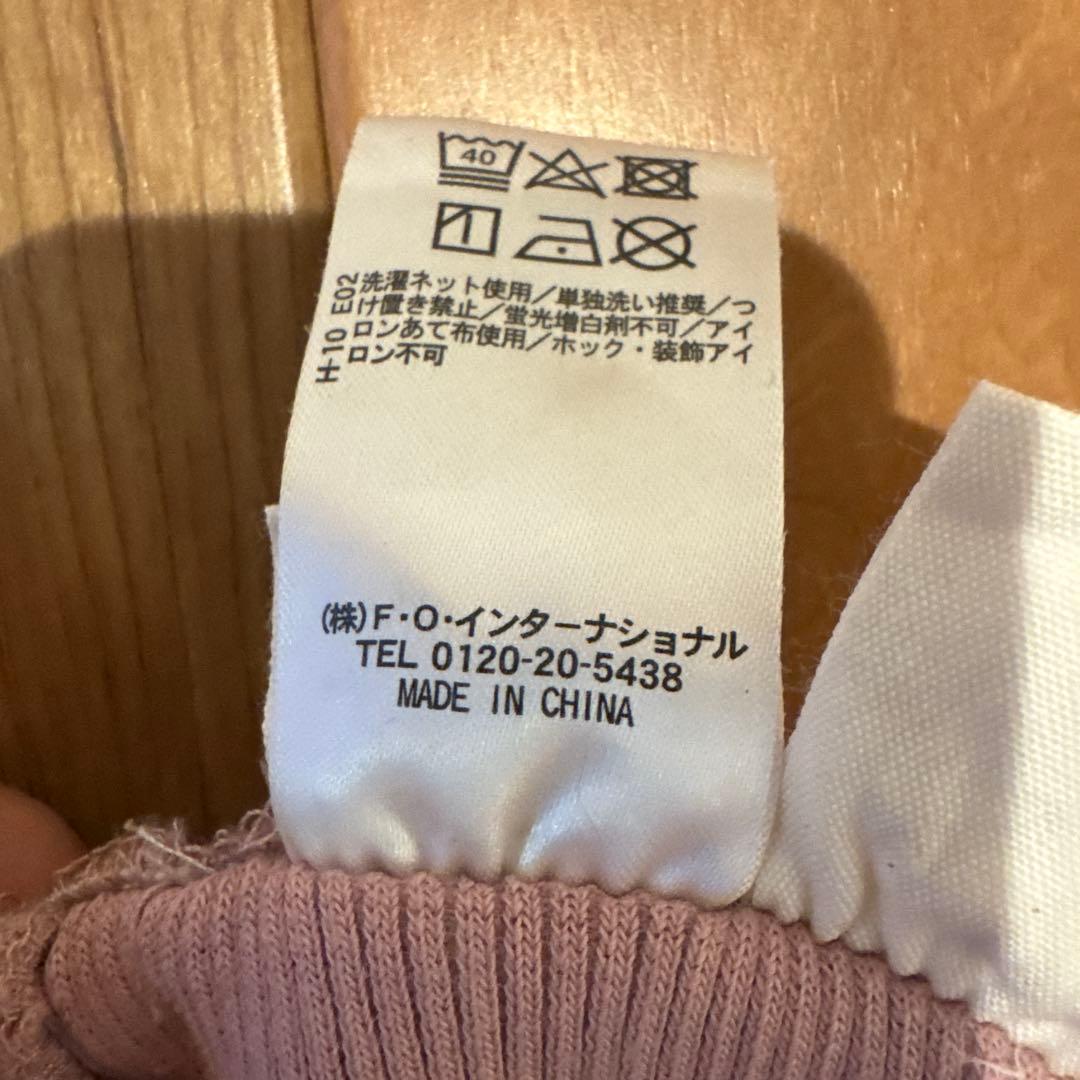 40
洗濯ネット使用/単独洗い推奨/つ
け置き禁止/蛍光増白剤不可/アイ
ロンあて布使用/ホック・装飾アイ
ロン不可
H-10 E02
(株)F・O・インターナショナル
TEL 0120-20-5438
MADE IN CHINA